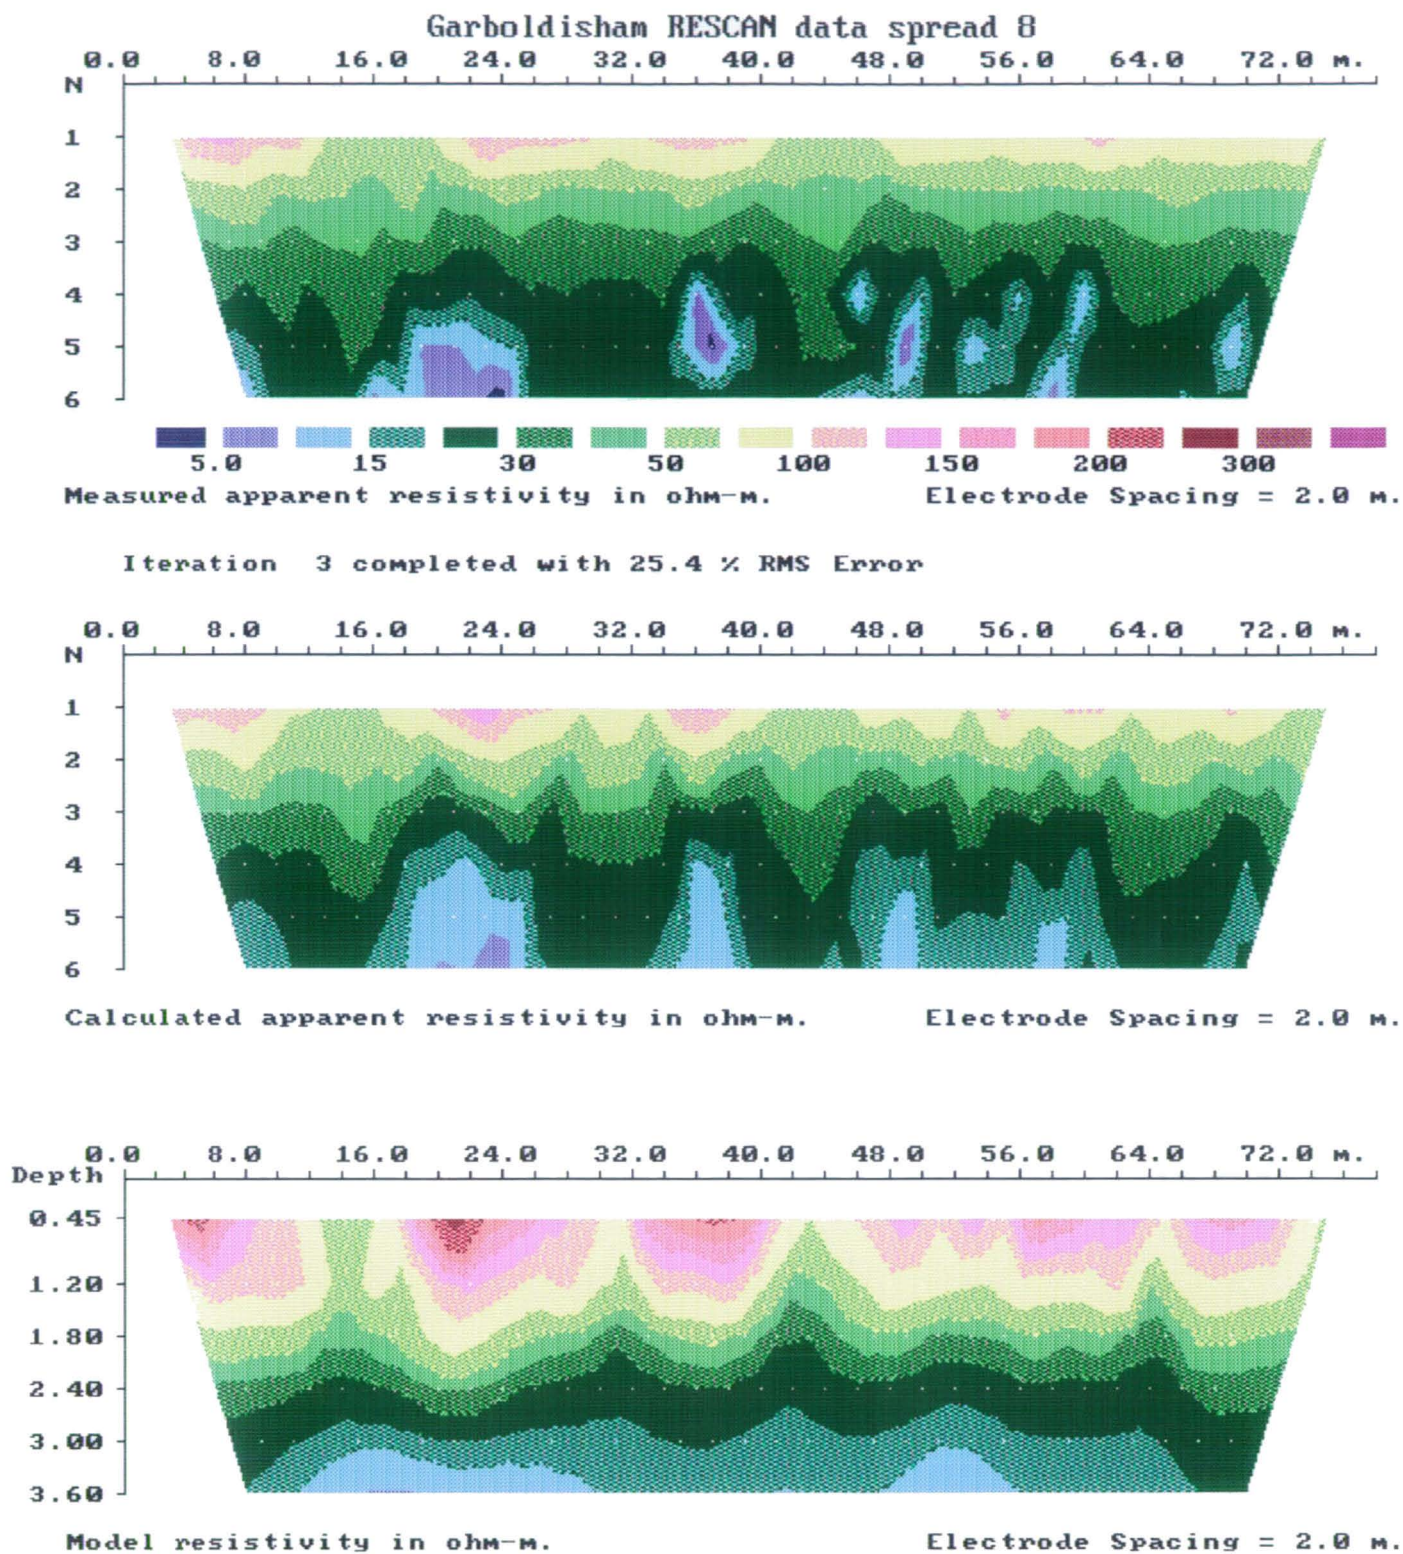 Garboldisham RESCAN data spread 8
0.0 8.0 16.0 24.0 32.0 40.0 48.0 56.0 64.0 72.0 m.
N
1
2
3
4
5
6
5.0 15 30 50 100 150 200 300
Measured apparent resistivity in ohm-m. Electrode Spacing = 2.0 m.
Iteration 3 completed with 25.4 % RMS Error
0.0 8.0 16.0 24.0 32.0 40.0 48.0 56.0 64.0 72.0 m.
N
1
2
3
4
5
6
Calculated apparent resistivity in ohm-m. Electrode Spacing = 2.0 m.
0.0 8.0 16.0 24.0 32.0 40.0 48.0 56.0 64.0 72.0 m.
Depth
0.45
1.20
1.80
2.40
3.00
3.60
Model resistivity in ohm-m. Electrode Spacing = 2.0 m.